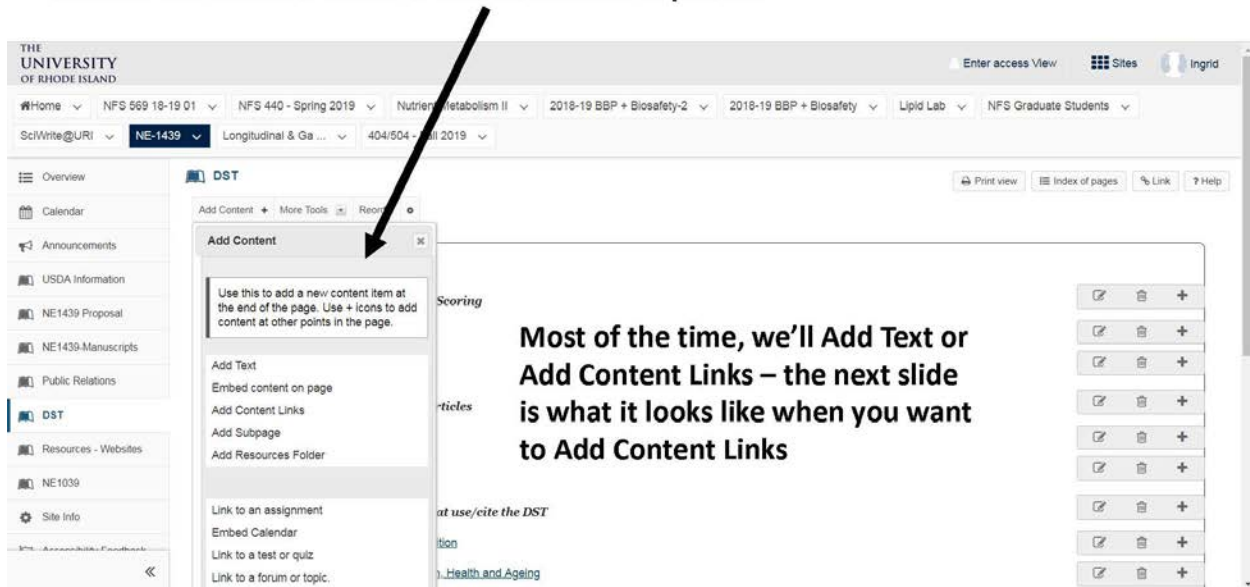 THE
UNIVERSITY
OF RHODE ISLAND
Enter access View Sites Ingrid
Home NFS 569 18-19 01 NFS 440 - Spring 2019 Nutrient Metabolism II 2018-19 BBP + Biosafety-2 2018-19 BBP + Biosafety Lipid Lab NFS Graduate Students
SciWrite@URI NE-1439 Longitudinal & Ga ... 404/504 - Fall 2019
Overview
Calendar
Announcements
USDA Information
NE1439 Proposal
NE1439-Manuscripts
Public Relations
DST
Resources - Websites
NE1039
Site Info
«
DST
Print view Index of pages Link ? Help
Add Content + More Tools Reor
Add Content
Use this to add a new content item at
the end of the page. Use + icons to add
content at other points in the page.
Add Text
Embed content on page
Add Content Links
Add Subpage
Add Resources Folder
Link to an assignment
Embed Calendar
Link to a test or quiz
Link to a forum or topic.
Scoring
rticles
at use/cite the DST
ition
, Health and Ageing
Most of the time, we’ll Add Text or
Add Content Links – the next slide
is what it looks like when you want
to Add Content Links